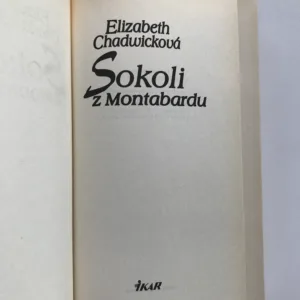 Elizabeth
Chadwicková
Sokoli
z Montabardu
IKAR